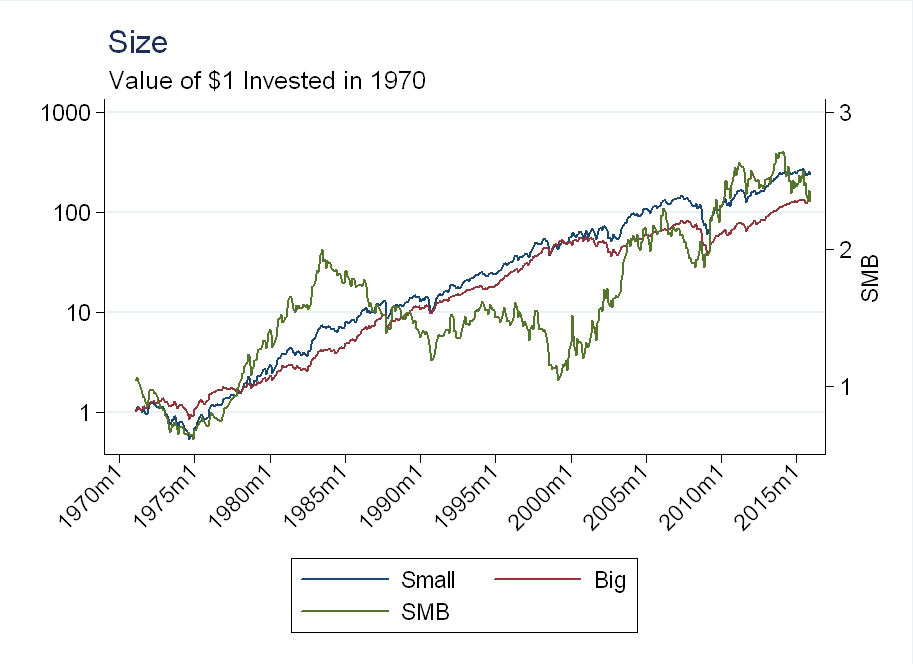 Size
Value of $1 Invested in 1970
1000
100
10
1
3
2
1
SMB
1970m1
1975m1
1980m1
1985m1
1990m1
1995m1
2000m1
2005m1
2010m1
2015m1
Small
Big
SMB